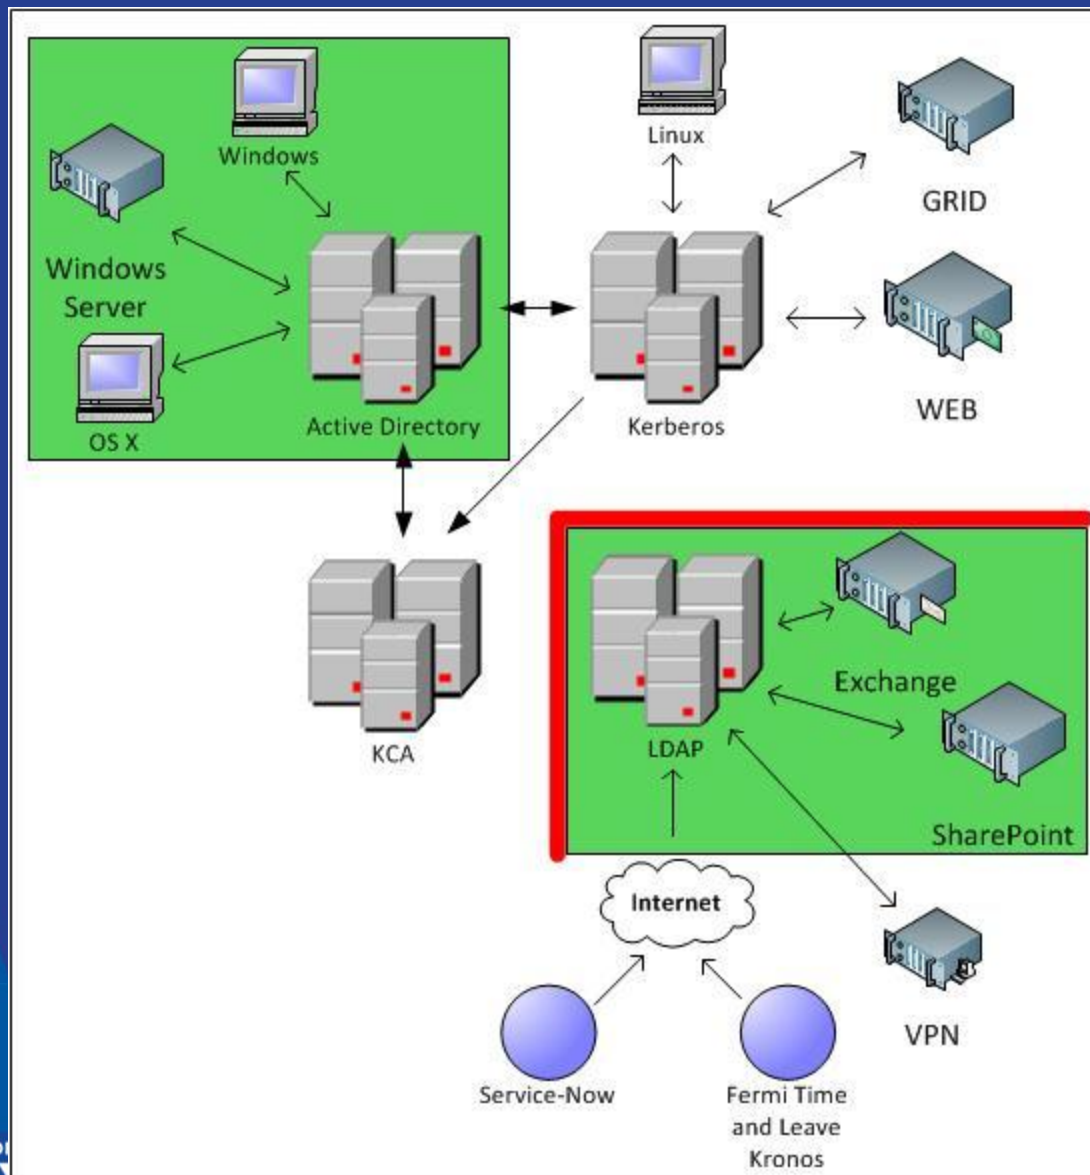 Windows
Linux
GRID
Windows
Server
WEB
OS X
Active Directory
Kerberos
KCA
LDAP
Exchange
SharePoint
Internet
VPN
Service-Now
Fermi Time
and Leave
Kronos